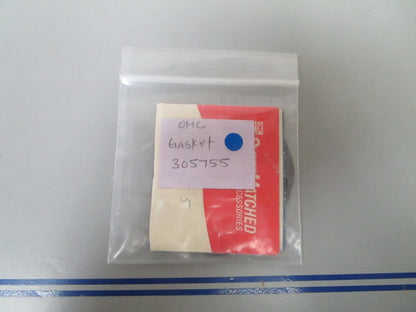 OMC
Gasket
305755
MATCHED
ACCESSORIES